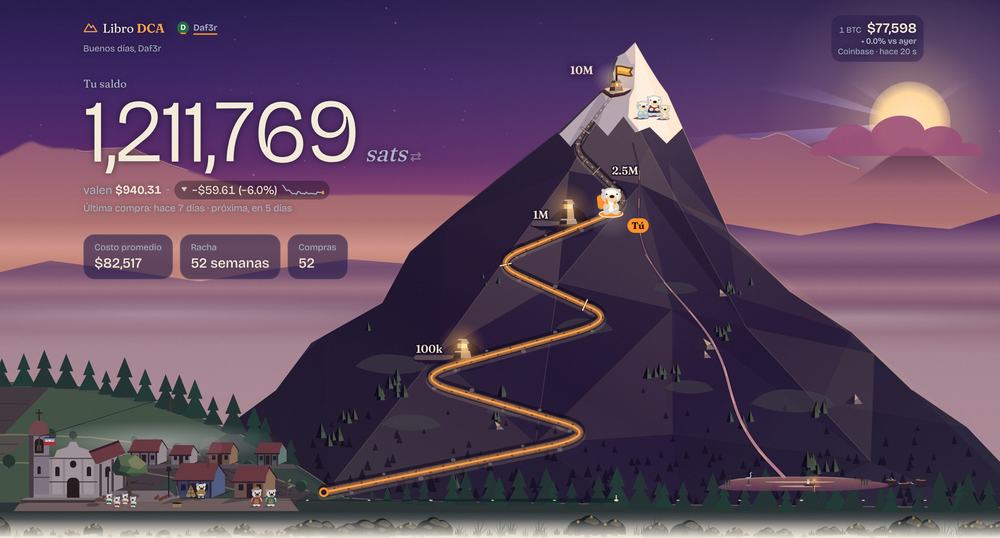 Libro DCA
D Daf3r
Buenos días, Daf3r
Tu saldo
1,211,769 sats⇄
valen $940.31 · ▼ −$59.61 (−6.0%)
Última compra: hace 7 días · próxima, en 5 días
Costo promedio
$82,517
Racha
52 semanas
Compras
52
1 BTC $77,598
0.0% vs ayer
Coinbase · hace 20 s
10M
2.5M
1M
Tú
100k